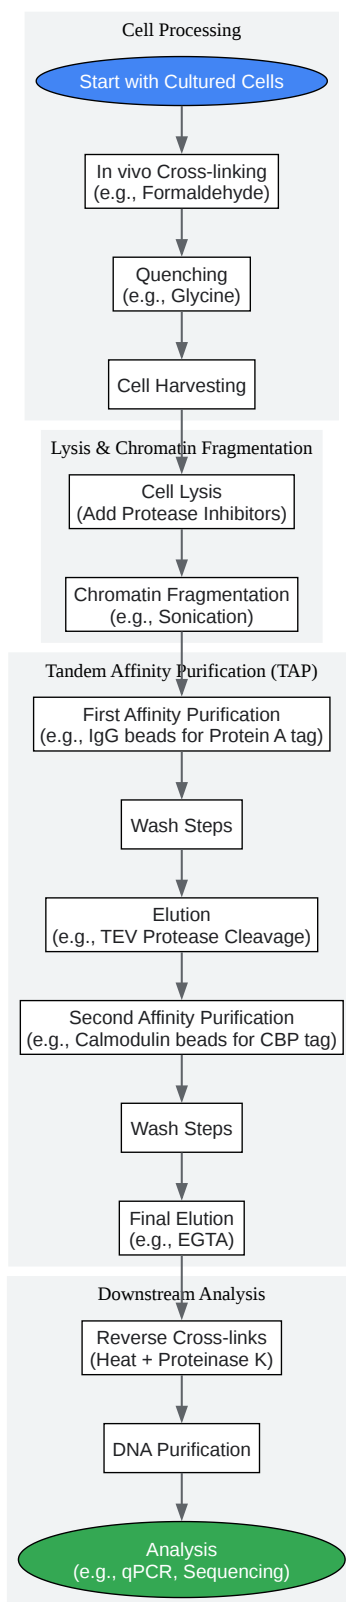 Cell Processing
Start with Cultured Cells
In vivo Cross-linking
(e.g., Formaldehyde)
Quenching
(e.g., Glycine)
Cell Harvesting
Lysis & Chromatin Fragmentation
Cell Lysis
(Add Protease Inhibitors)
Chromatin Fragmentation
(e.g., Sonication)
Tandem Affinity Purification (TAP)
First Affinity Purification
(e.g., IgG beads for Protein A tag)
Wash Steps
Elution
(e.g., TEV Protease Cleavage)
Second Affinity Purification
(e.g., Calmodulin beads for CBP tag)
Wash Steps
Final Elution
(e.g., EGTA)
Downstream Analysis
Reverse Cross-links
(Heat + Proteinase K)
DNA Purification
Analysis
(e.g., qPCR, Sequencing)